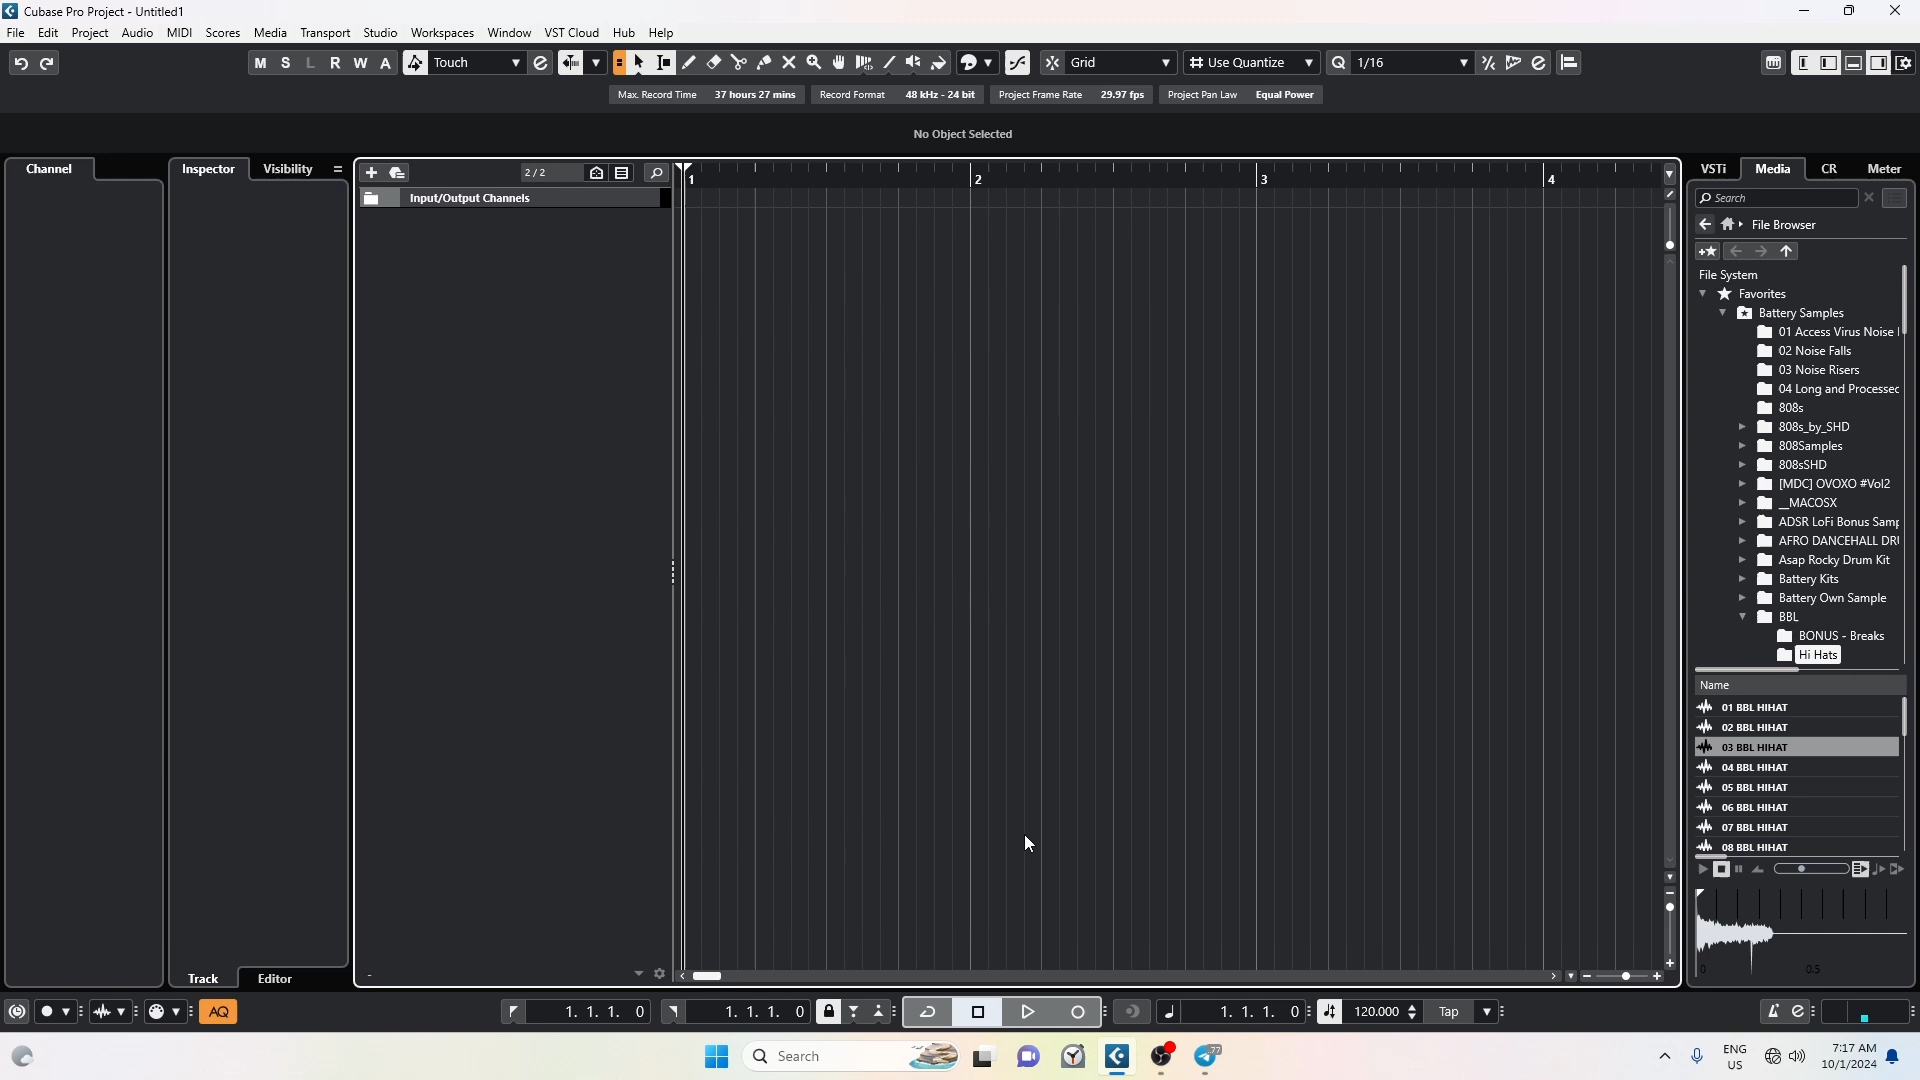 Cubase Pro Project - Untitled1
File Edit Project Audio MIDI Scores Media Transport Studio Workspaces Window VST Cloud Hub Help
M S L R W A Touch Grid Use Quantize Q 1/16
Max. Record Time 37 hours 27 mins Record Format 48 kHz - 24 bit Project Frame Rate 29.97 fps Project Pan Law Equal Power
No Object Selected
Channel Inspector Visibility VSTi Media CR Meter
2 / 2
1 2 3 4
Input/Output Channels
Search
File Browser
File System
Favorites
Battery Samples
01 Access Virus Noise
02 Noise Falls
03 Noise Risers
04 Long and Processed
808s
808s_by_SHD
808Samples
808sSHD
[MDC] OVOXO #Vol2
__MACOSX
ADSR LoFi Bonus Samp
AFRO DANCEHALL DRU
Asap Rocky Drum Kit
Battery Kits
Battery Own Sample
BBL
BONUS - Breaks
Hi Hats
Name
01 BBL HIHAT
02 BBL HIHAT
03 BBL HIHAT
04 BBL HIHAT
05 BBL HIHAT
06 BBL HIHAT
07 BBL HIHAT
08 BBL HIHAT
0 0.5
Track Editor
AQ 1. 1. 1. 0 1. 1. 1. 0 1. 1. 1. 0 120.000 Tap
Search
77
ENG
US
7:17 AM
10/1/2024